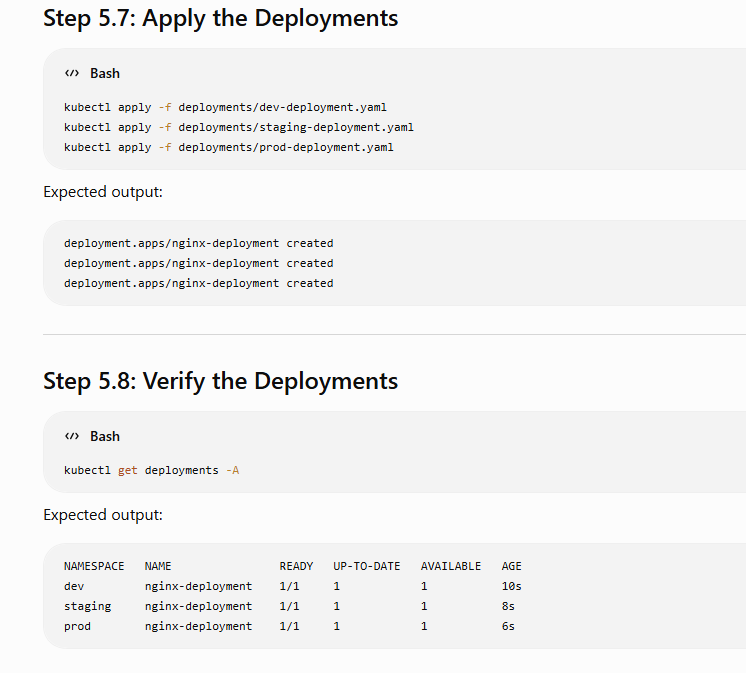 Step 5.7: Apply the Deployments
</> Bash
kubectl apply -f deployments/dev-deployment.yaml
kubectl apply -f deployments/staging-deployment.yaml
kubectl apply -f deployments/prod-deployment.yaml
Expected output:
deployment.apps/nginx-deployment created
deployment.apps/nginx-deployment created
deployment.apps/nginx-deployment created
Step 5.8: Verify the Deployments
</> Bash
kubectl get deployments -A
Expected output:
NAMESPACE   NAME                READY   UP-TO-DATE   AVAILABLE   AGE
dev         nginx-deployment    1/1     1            1           10s
staging     nginx-deployment    1/1     1            1           8s
prod        nginx-deployment    1/1     1            1           6s